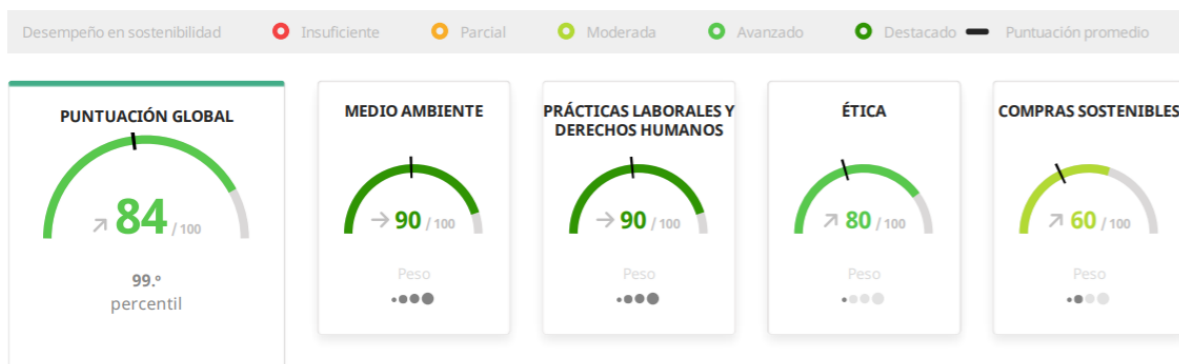 Desempeño en sostenibilidad Insuficiente Parcial Moderada Avanzado Destacado Puntuación promedio
PUNTUACIÓN GLOBAL
84 / 100
99.º
percentil
MEDIO AMBIENTE
90 / 100
Peso
PRÁCTICAS LABORALES Y
DERECHOS HUMANOS
90 / 100
Peso
ÉTICA
80 / 100
Peso
COMPRAS SOSTENIBLES
60 / 100
Peso